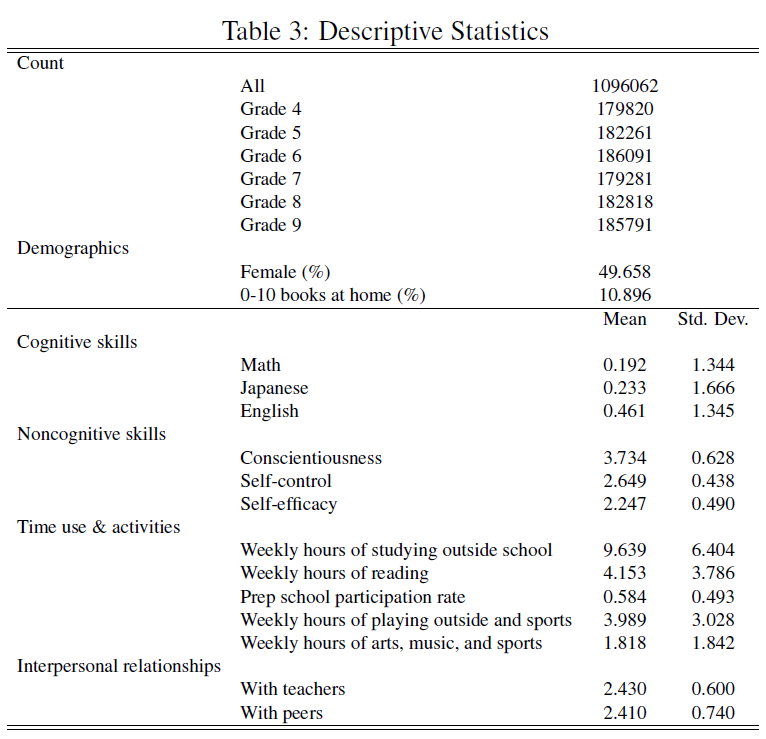 Table 3: Descriptive Statistics
Count
All 1096062
Grade 4 179820
Grade 5 182261
Grade 6 186091
Grade 7 179281
Grade 8 182818
Grade 9 185791
Demographics
Female (%) 49.658
0-10 books at home (%) 10.896
Mean Std. Dev.
Cognitive skills
Math 0.192 1.344
Japanese 0.233 1.666
English 0.461 1.345
Noncognitive skills
Conscientiousness 3.734 0.628
Self-control 2.649 0.438
Self-efficacy 2.247 0.490
Time use & activities
Weekly hours of studying outside school 9.639 6.404
Weekly hours of reading 4.153 3.786
Prep school participation rate 0.584 0.493
Weekly hours of playing outside and sports 3.989 3.028
Weekly hours of arts, music, and sports 1.818 1.842
Interpersonal relationships
With teachers 2.430 0.600
With peers 2.410 0.740